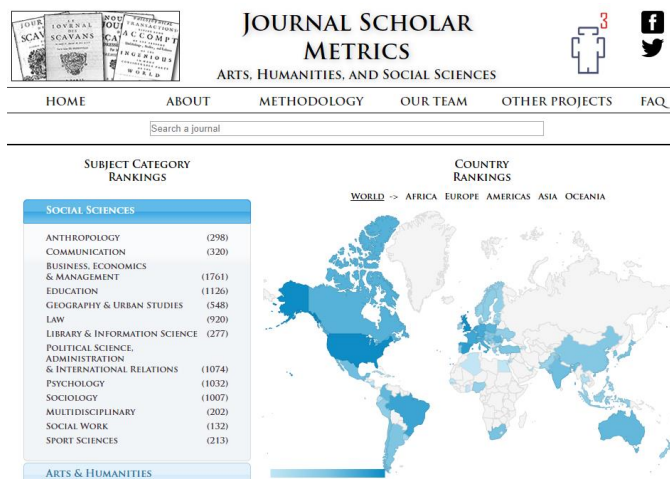 JOURNAL SCHOLAR
METRICS
ARTS, HUMANITIES, AND SOCIAL SCIENCES
3
HOME ABOUT METHODOLOGY OUR TEAM OTHER PROJECTS FAQ
Search a journal
SUBJECT CATEGORY
RANKINGS
SOCIAL SCIENCES
ANTHROPOLOGY (298)
COMMUNICATION (320)
BUSINESS, ECONOMICS
& MANAGEMENT (1761)
EDUCATION (1126)
GEOGRAPHY & URBAN STUDIES (548)
LAW (920)
LIBRARY & INFORMATION SCIENCE (277)
POLITICAL SCIENCE,
ADMINISTRATION
& INTERNATIONAL RELATIONS (1074)
PSYCHOLOGY (1032)
SOCIOLOGY (1007)
MULTIDISCIPLINARY (202)
SOCIAL WORK (132)
SPORT SCIENCES (213)
ARTS & HUMANITIES
COUNTRY
RANKINGS
WORLD -> AFRICA EUROPE AMERICAS ASIA OCEANIA